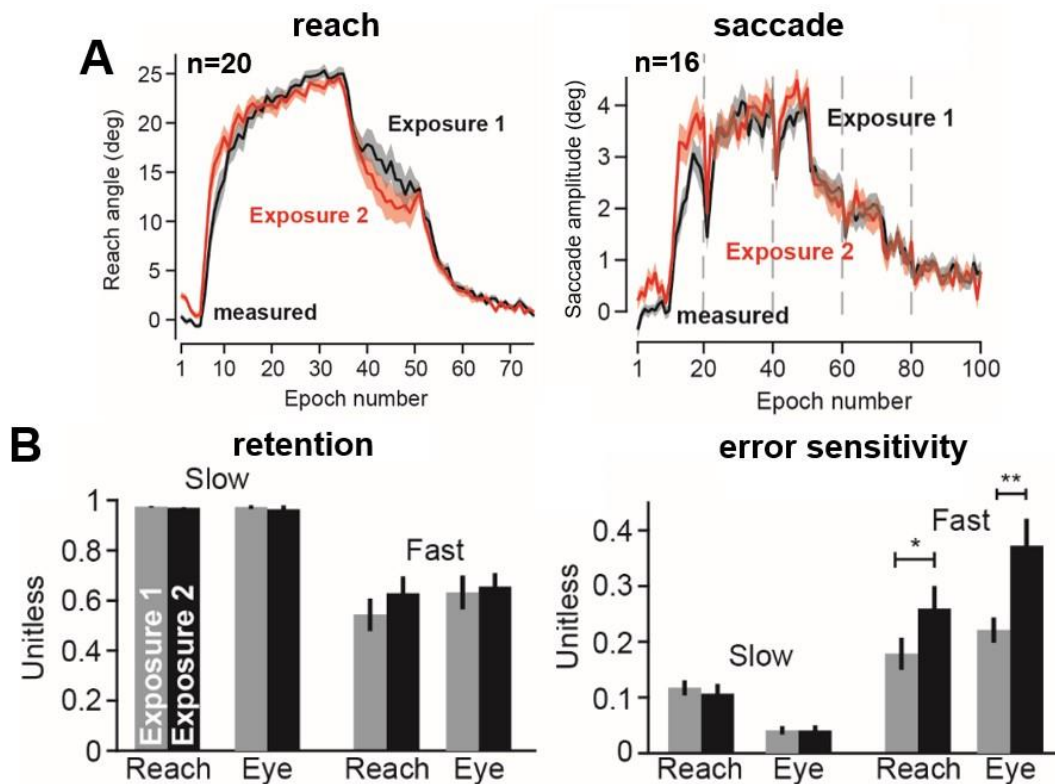 A
reach
n=20
Reach angle (deg)
25
20
15
10
5
0
Exposure 1
Exposure 2
measured
1 10 20 30 40 50 60 70
Epoch number
saccade
n=16
Saccade amplitude (deg)
4
3
2
1
0
Exposure 1
Exposure 2
measured
1 20 40 60 80 100
Epoch number
B
retention
Unitless
1
0.8
0.6
0.4
0.2
0
Slow
Fast
Exposure 1
Exposure 2
Reach Eye Reach Eye
error sensitivity
Unitless
0.4
0.3
0.2
0.1
0
Slow
Fast
*
**
Reach Eye Reach Eye